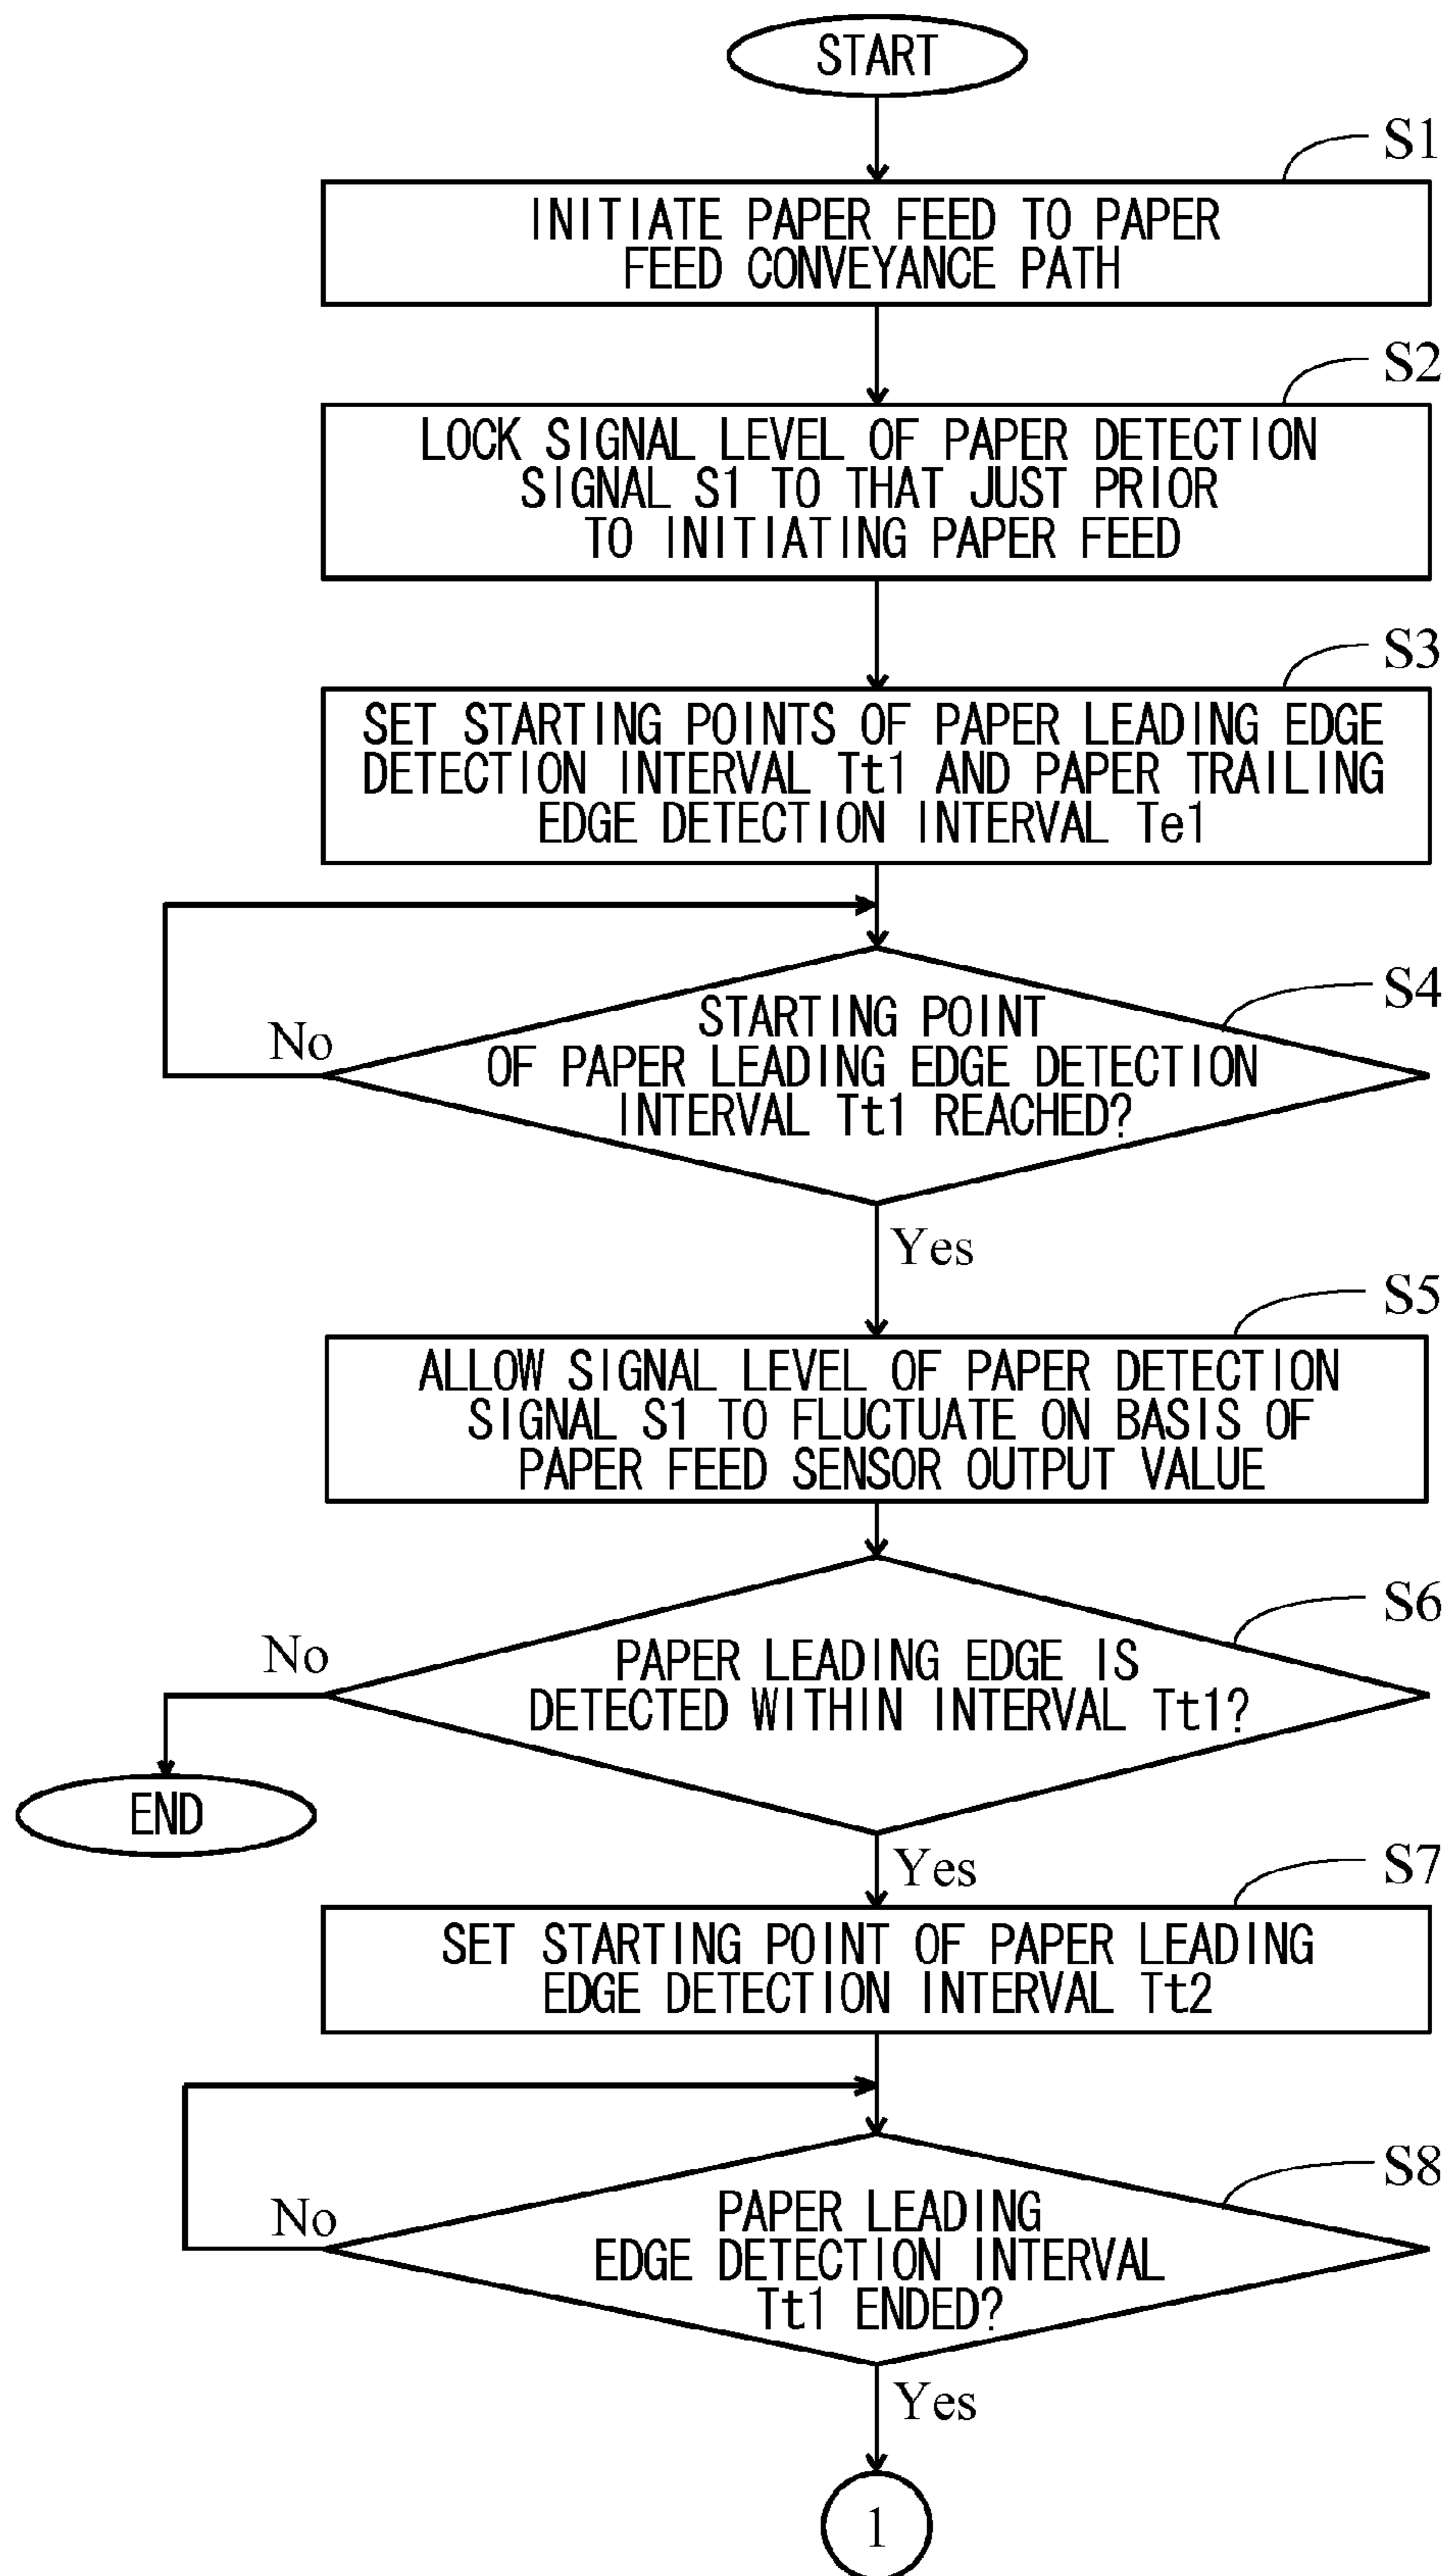 START
S1
INITIATE PAPER FEED TO PAPER
FEED CONVEYANCE PATH
S2
LOCK SIGNAL LEVEL OF PAPER DETECTION
SIGNAL S1 TO THAT JUST PRIOR
TO INITIATING PAPER FEED
S3
SET STARTING POINTS OF PAPER LEADING EDGE
DETECTION INTERVAL Tt1 AND PAPER TRAILING
EDGE DETECTION INTERVAL Te1
S4
STARTING POINT
OF PAPER LEADING EDGE DETECTION
INTERVAL Tt1 REACHED?
No
Yes
S5
ALLOW SIGNAL LEVEL OF PAPER DETECTION
SIGNAL S1 TO FLUCTUATE ON BASIS OF
PAPER FEED SENSOR OUTPUT VALUE
S6
PAPER LEADING EDGE IS
DETECTED WITHIN INTERVAL Tt1?
No
END
Yes
S7
SET STARTING POINT OF PAPER LEADING
EDGE DETECTION INTERVAL Tt2
S8
PAPER LEADING
EDGE DETECTION INTERVAL
Tt1 ENDED?
No
Yes
1